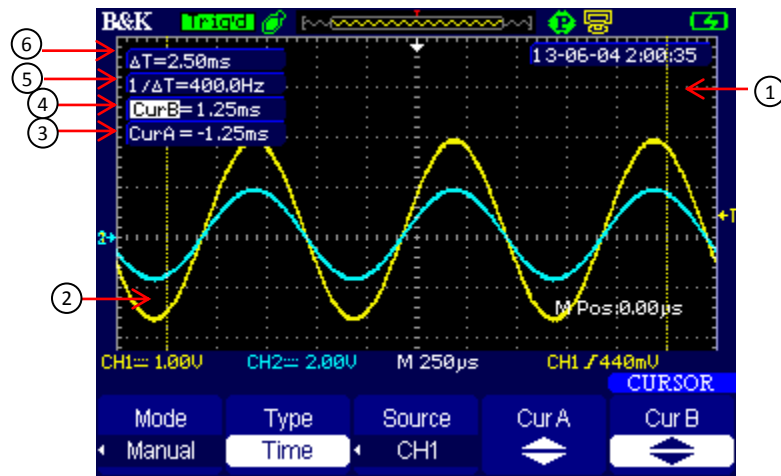 B&K Trig'd P
13-06-04 2:00:35
6 ΔT=2.50ms
5 1/ΔT=400.0Hz
4 CurB=1.25ms
3 CurA=-1.25ms
1
2→
←T
2
M Pos:0.00μs
CH1 1.00V CH2 2.00V M 250μs CH1 440mV
CURSOR
Mode Type Source Cur A Cur B
Manual Time CH1